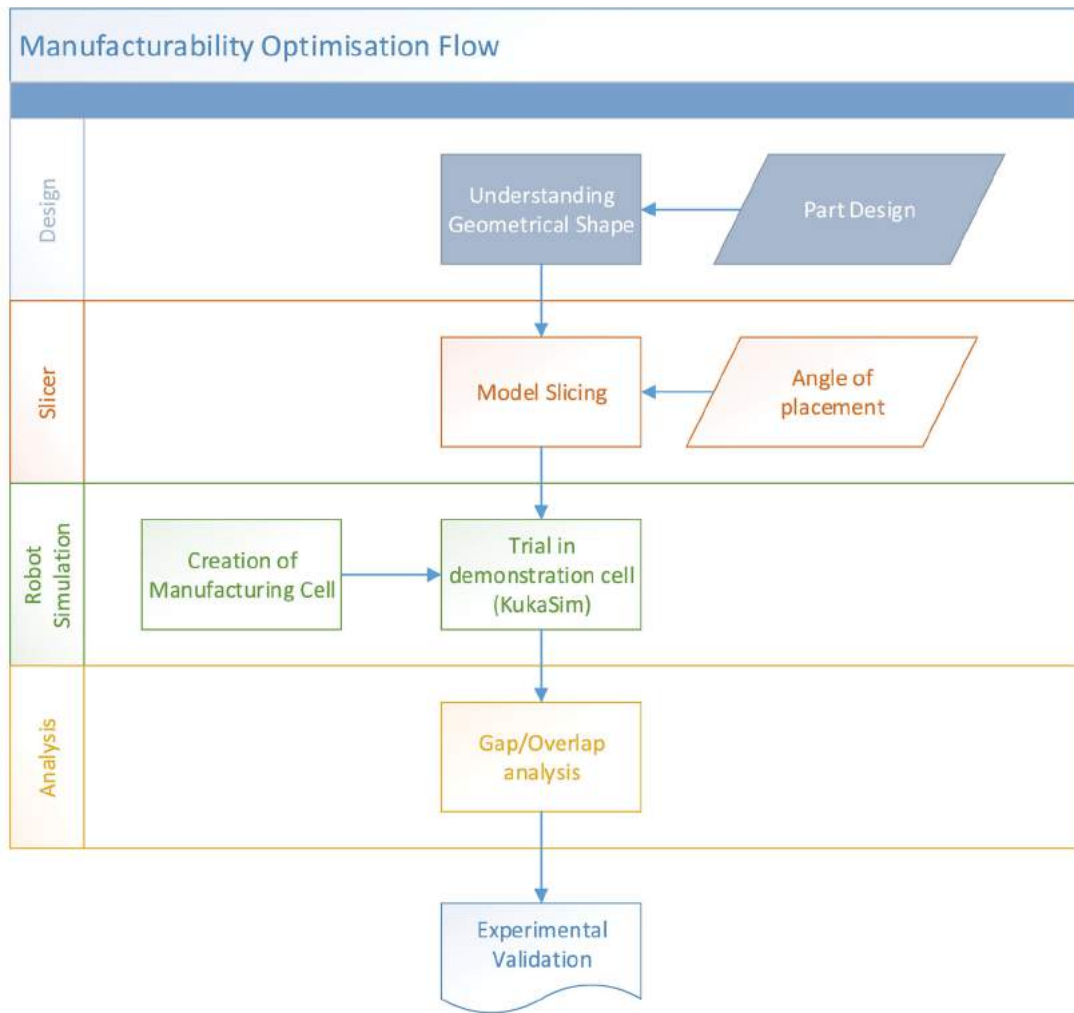 Manufacturability Optimisation Flow
Design
Understanding
Geometrical Shape
Part Design
Slicer
Model Slicing
Angle of
placement
Robot
Simulation
Creation of
Manufacturing Cell
Trial in
demonstration cell
(KukaSim)
Analysis
Gap/Overlap
analysis
Experimental
Validation